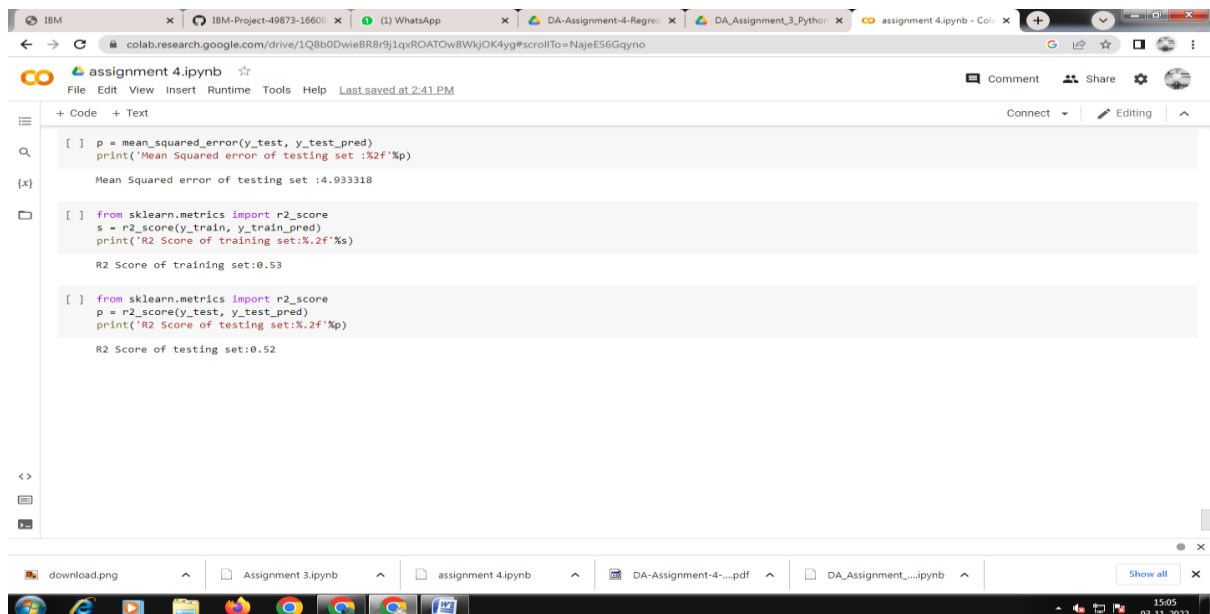 IBM
IBM-Project-49873-16608
(1) WhatsApp
DA-Assignment-4-Regres
DA_Assignment_3_Python
assignment 4.ipynb - Cola
colab.research.google.com/drive/1Q8b0DwieBR8r9j1qxROATOw8WkjOK4yg#scrollTo=NajeES6Gqyno
assignment 4.ipynb
Comment
Share
File Edit View Insert Runtime Tools Help Last saved at 2:41 PM
+ Code + Text
Connect
Editing
[ ] p = mean_squared_error(y_test, y_test_pred)
print('Mean Squared error of testing set :%2f'%p)
Mean Squared error of testing set :4.933318
{x}
[ ] from sklearn.metrics import r2_score
s = r2_score(y_train, y_train_pred)
print('R2 Score of training set:%.2f'%s)
R2 Score of training set:0.53
[ ] from sklearn.metrics import r2_score
p = r2_score(y_test, y_test_pred)
print('R2 Score of testing set:%.2f'%p)
R2 Score of testing set:0.52
download.png
Assignment 3.ipynb
assignment 4.ipynb
DA-Assignment-4-....pdf
DA_Assignment_....ipynb
Show all
15:05
03-11-2022